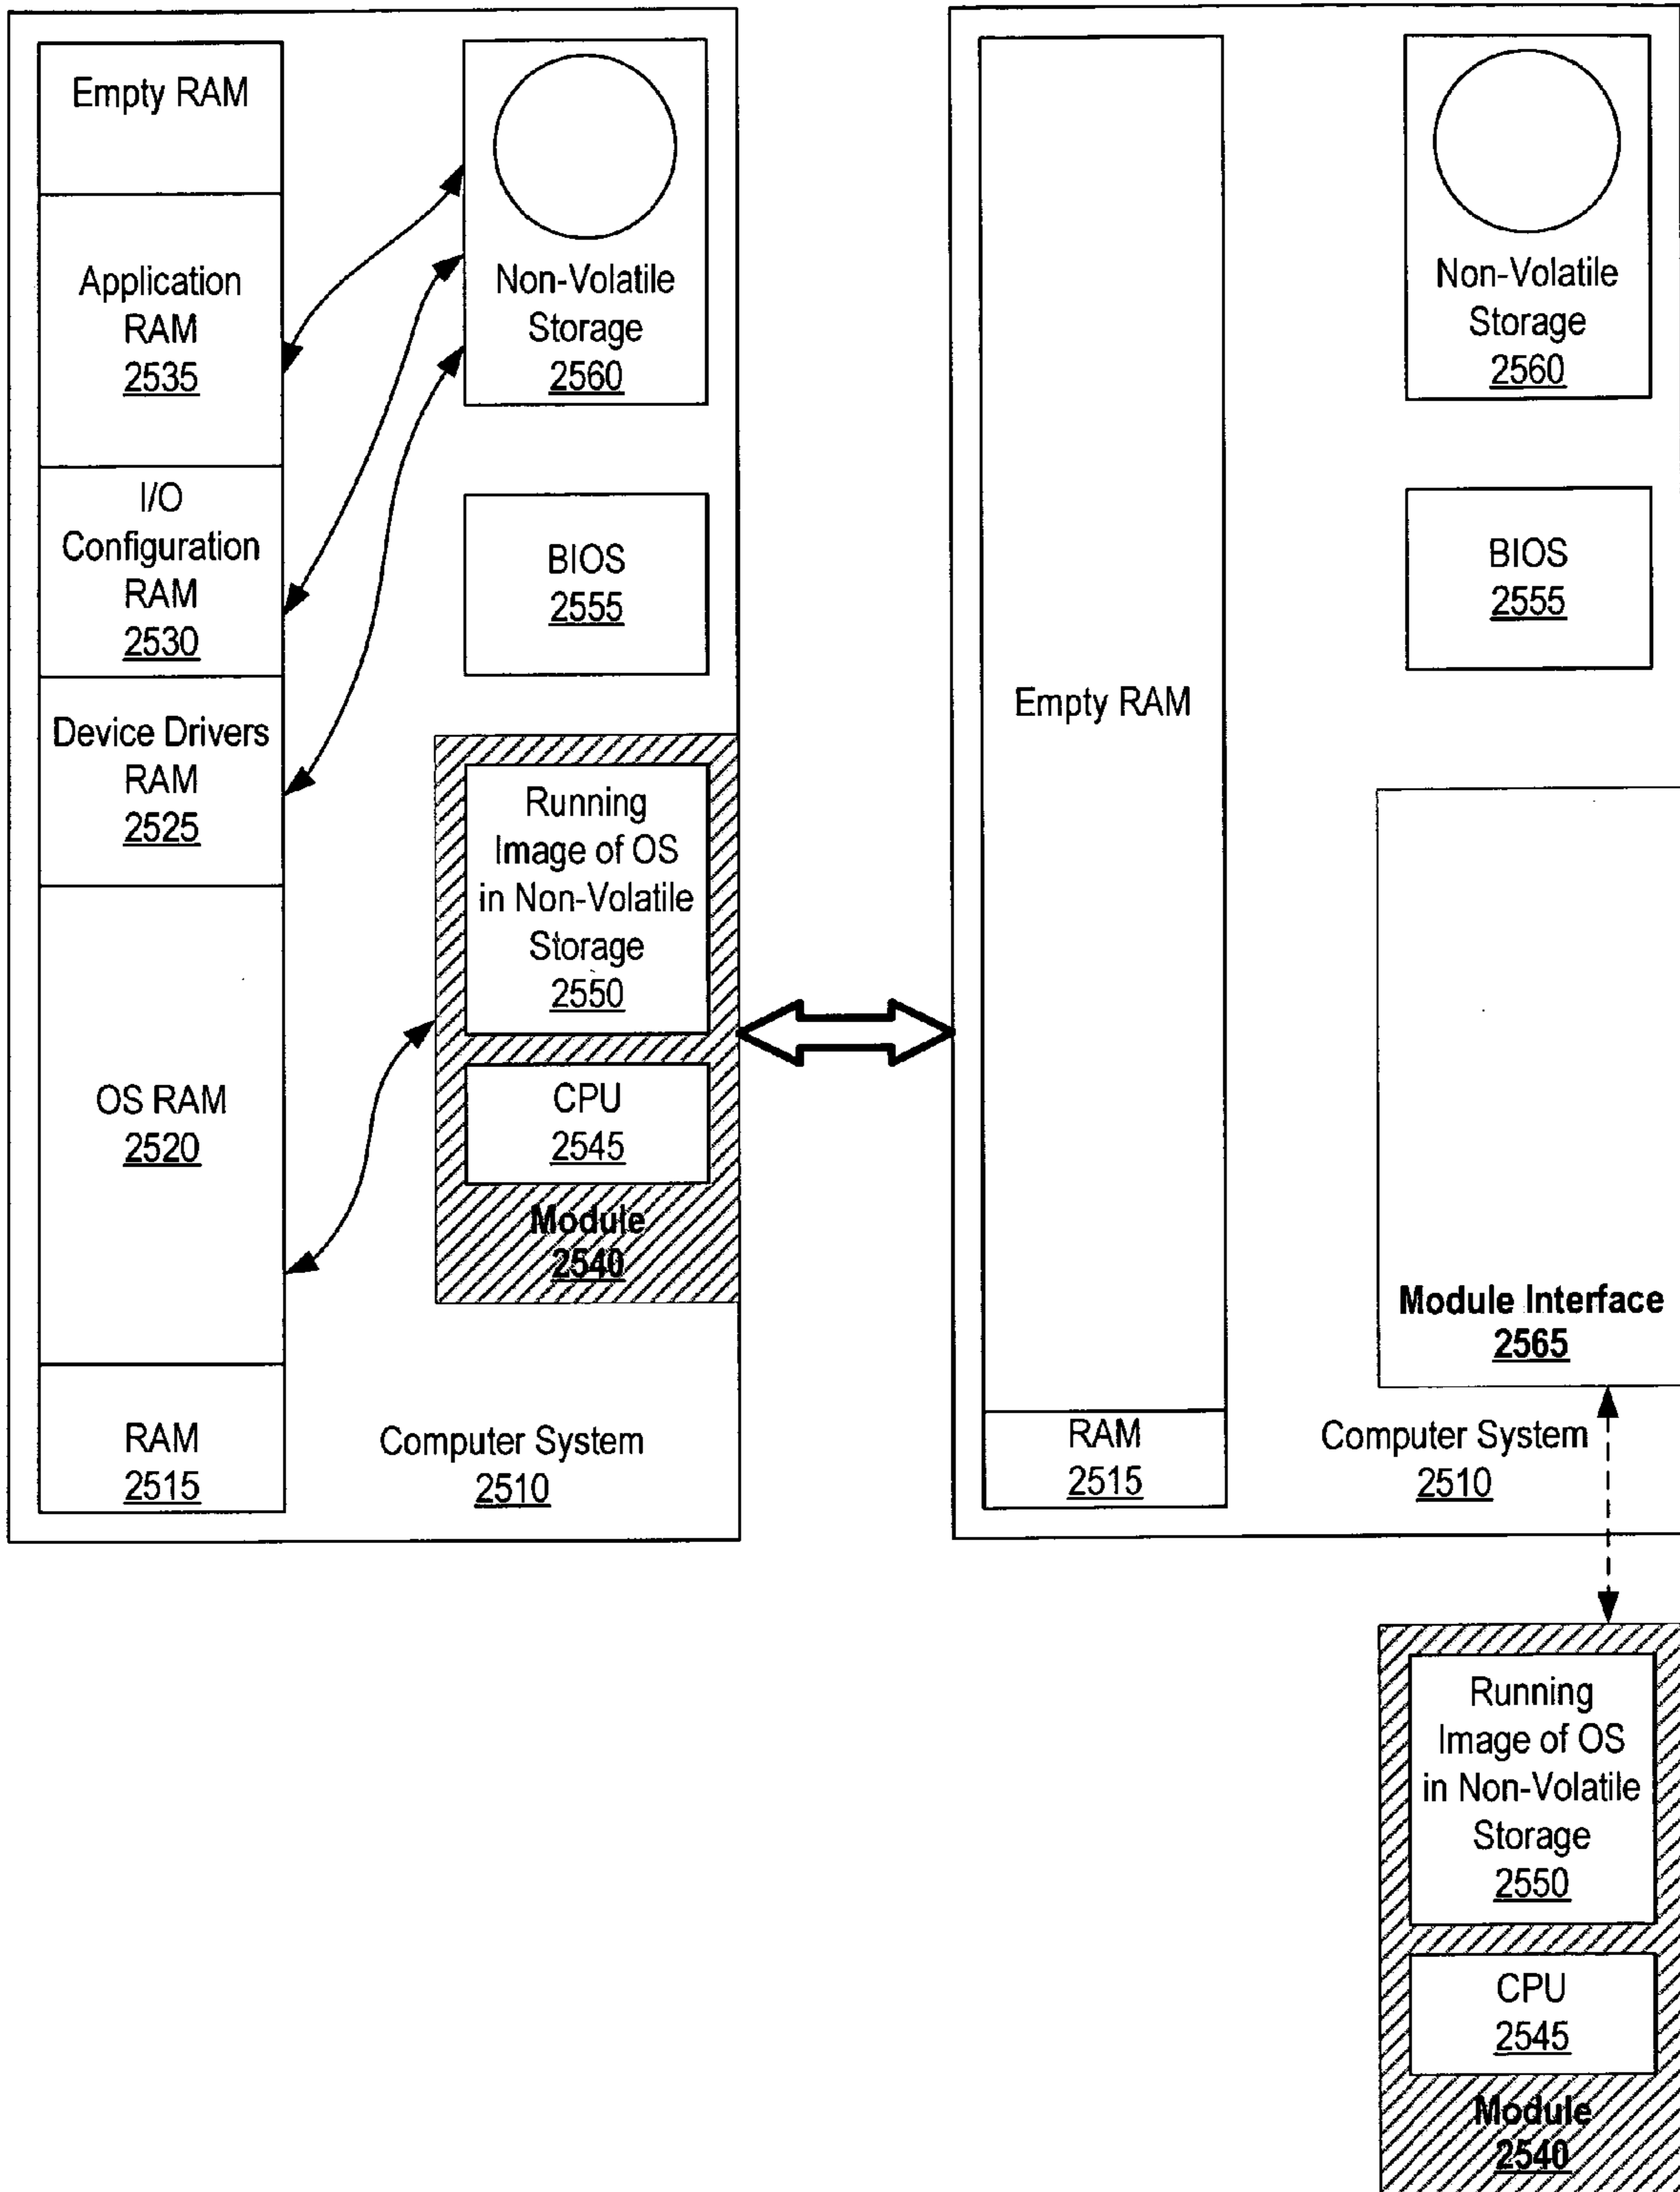 Empty RAM
Application
RAM
2535
I/O
Configuration
RAM
2530
Device Drivers
RAM
2525
OS RAM
2520
RAM
2515
Non-Volatile
Storage
2560
BIOS
2555
Running
Image of OS
in Non-Volatile
Storage
2550
CPU
2545
Module
2540
Computer System
2510
Empty RAM
RAM
2515
Non-Volatile
Storage
2560
BIOS
2555
Module Interface
2565
Computer System
2510
Running
Image of OS
in Non-Volatile
Storage
2550
CPU
2545
Module
2540